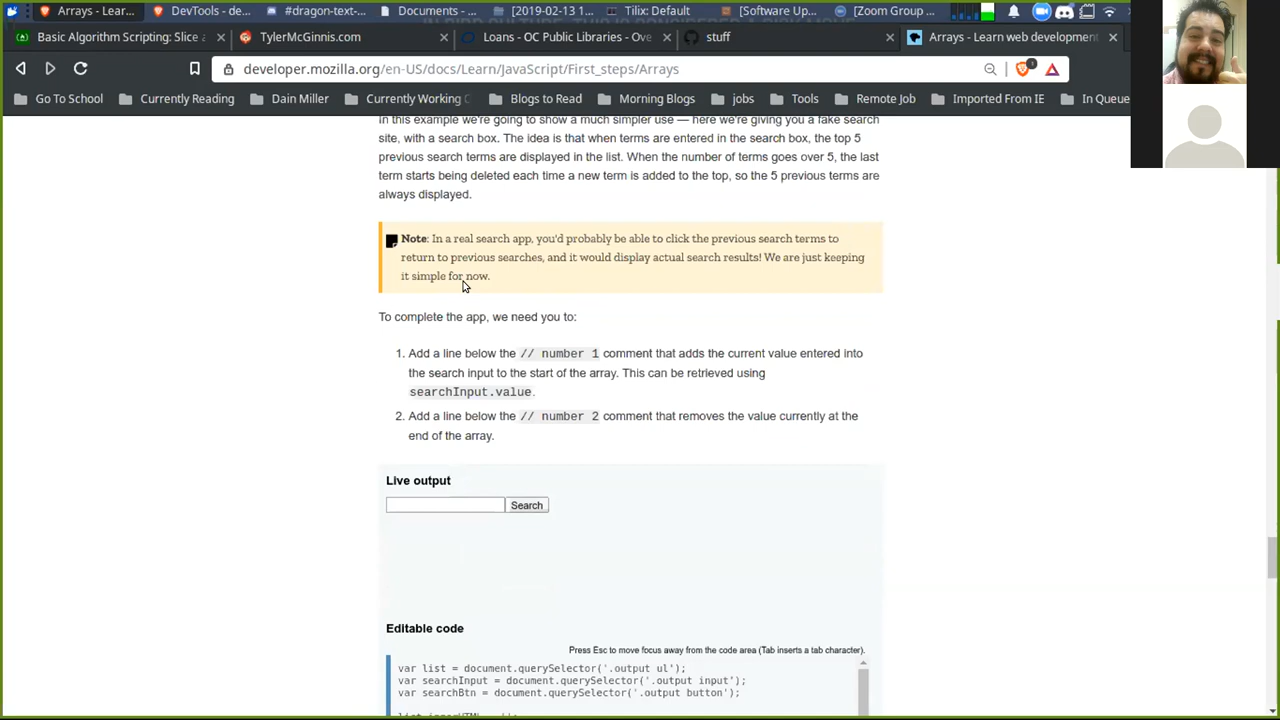 Arrays - Lear...
DevTools - de...
#dragon-text-...
Documents - ...
[2019-02-13 1...
Tilix: Default
[Software Up...
[Zoom Group ...
Basic Algorithm Scripting: Slice
TylerMcGinnis.com
Loans - OC Public Libraries - Ove
stuff
Arrays - Learn web development
developer.mozilla.org/en-US/docs/Learn/JavaScript/First_steps/Arrays
Go To School
Currently Reading
Dain Miller
Currently Working
Blogs to Read
Morning Blogs
jobs
Tools
Remote Job
Imported From IE
In Queue
In this example we're going to show a much simpler use — here we're giving you a fake search
site, with a search box. The idea is that when terms are entered in the search box, the top 5
previous search terms are displayed in the list. When the number of terms goes over 5, the last
term starts being deleted each time a new term is added to the top, so the 5 previous terms are
always displayed.
Note: In a real search app, you'd probably be able to click the previous search terms to
return to previous searches, and it would display actual search results! We are just keeping
it simple for now.
To complete the app, we need you to:
1. Add a line below the // number 1 comment that adds the current value entered into
the search input to the start of the array. This can be retrieved using
searchInput.value.
2. Add a line below the // number 2 comment that removes the value currently at the
end of the array.
Live output
Search
Editable code
Press Esc to move focus away from the code area (Tab inserts a tab character).
var list = document.querySelector('.output ul');
var searchInput = document.querySelector('.output input');
var searchBtn = document.querySelector('.output button');